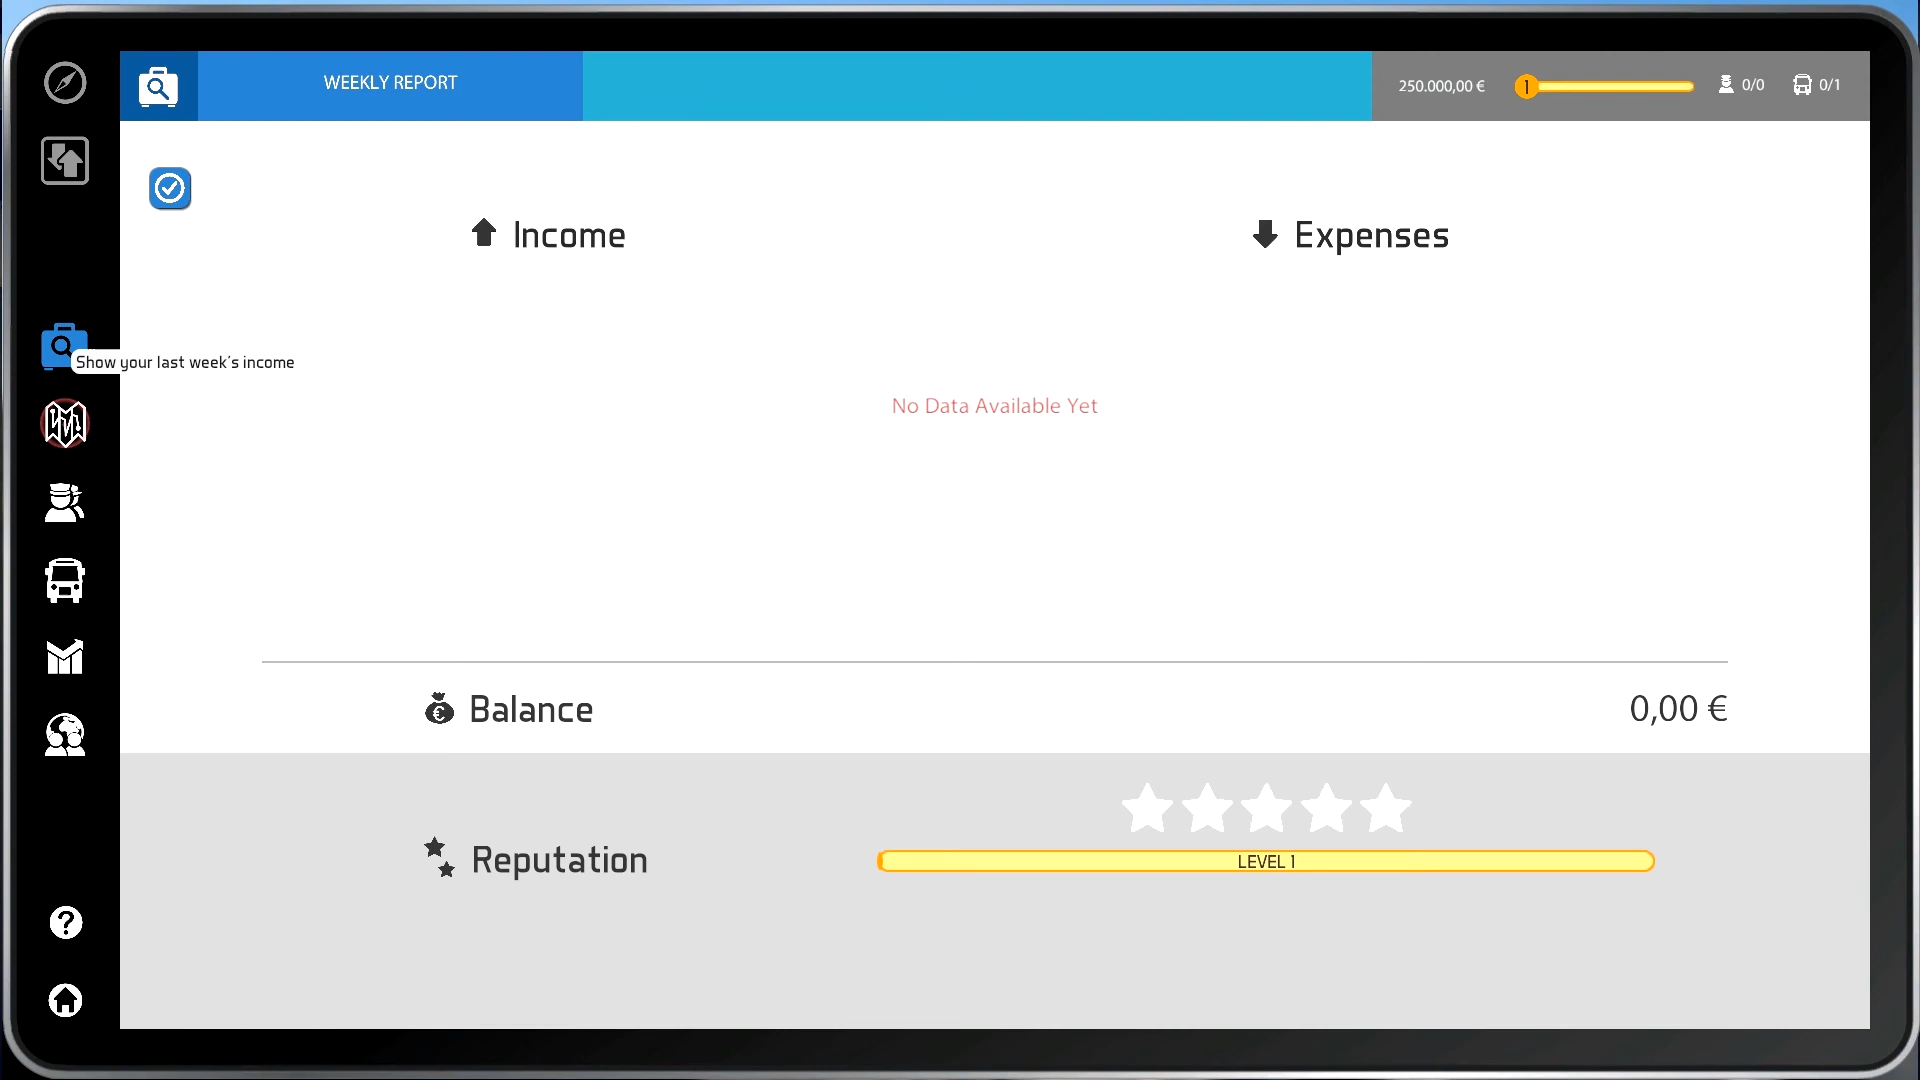 WEEKLY REPORT
250.000,00 €
1
0/0
0/1
Income
Expenses
Show your last week's income
No Data Available Yet
Balance
0,00 €
Reputation
LEVEL 1